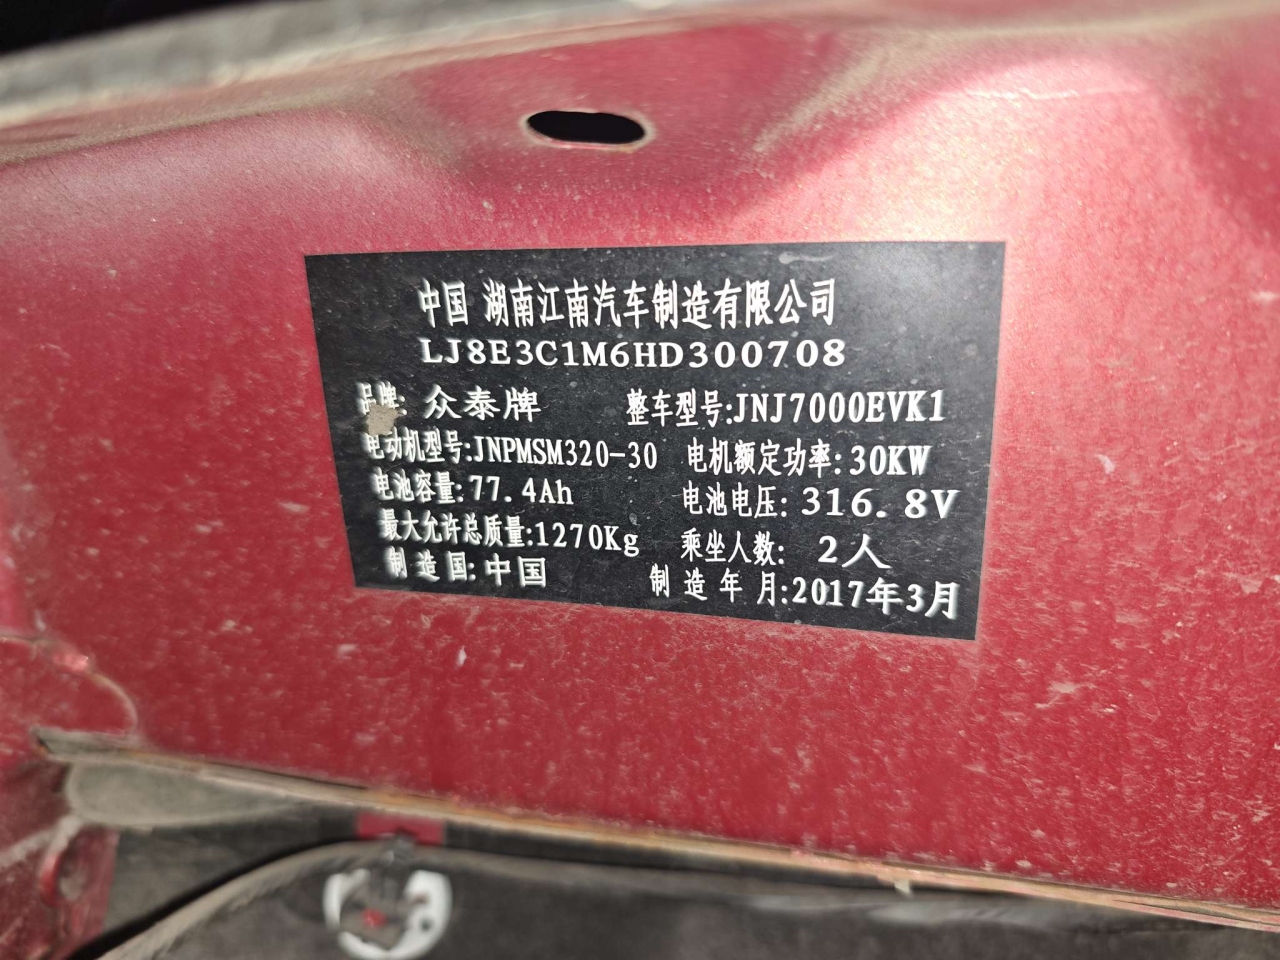 中国 湖南江南汽车制造有限公司
LJ8E3C1M6HD300708
品牌: 众泰牌 整车型号:JNJ7000EVK1
电动机型号:JNPMSM320-30 电机额定功率:30KW
电池容量:77.4Ah 电池电压:316.8V
最大允许总质量:1270Kg 乘坐人数: 2人
制造国:中国 制造年月:2017年3月